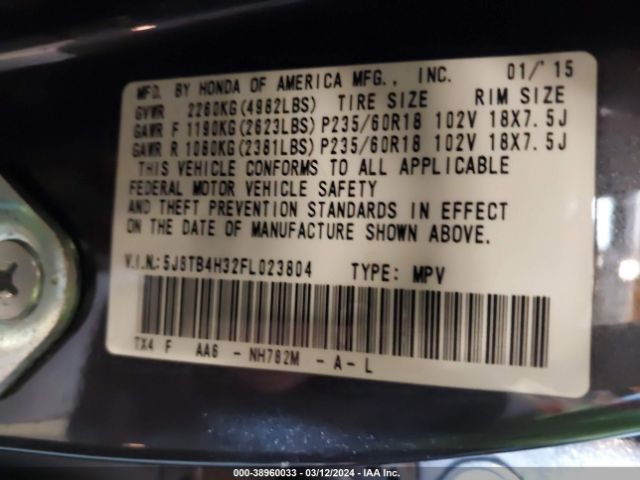 MFD. BY HONDA OF AMERICA MFG., INC. 01/'15
GVWR 2260KG(4982LBS) TIRE SIZE RIM SIZE
GAWR F 1190KG(2623LBS) P235/60R18 102V 18X7.5J
GAWR R 1080KG(2381LBS) P235/60R18 102V 18X7.5J
THIS VEHICLE CONFORMS TO ALL APPLICABLE
FEDERAL MOTOR VEHICLE SAFETY
AND THEFT PREVENTION STANDARDS IN EFFECT
ON THE DATE OF MANUFACTURE SHOWN ABOVE.
V.I.N.: 5J8TB4H32FL023804 TYPE: MPV
TX4 F AA6 - NH782M - A - L
000-38960033 - 03/12/2024 - IAA Inc.